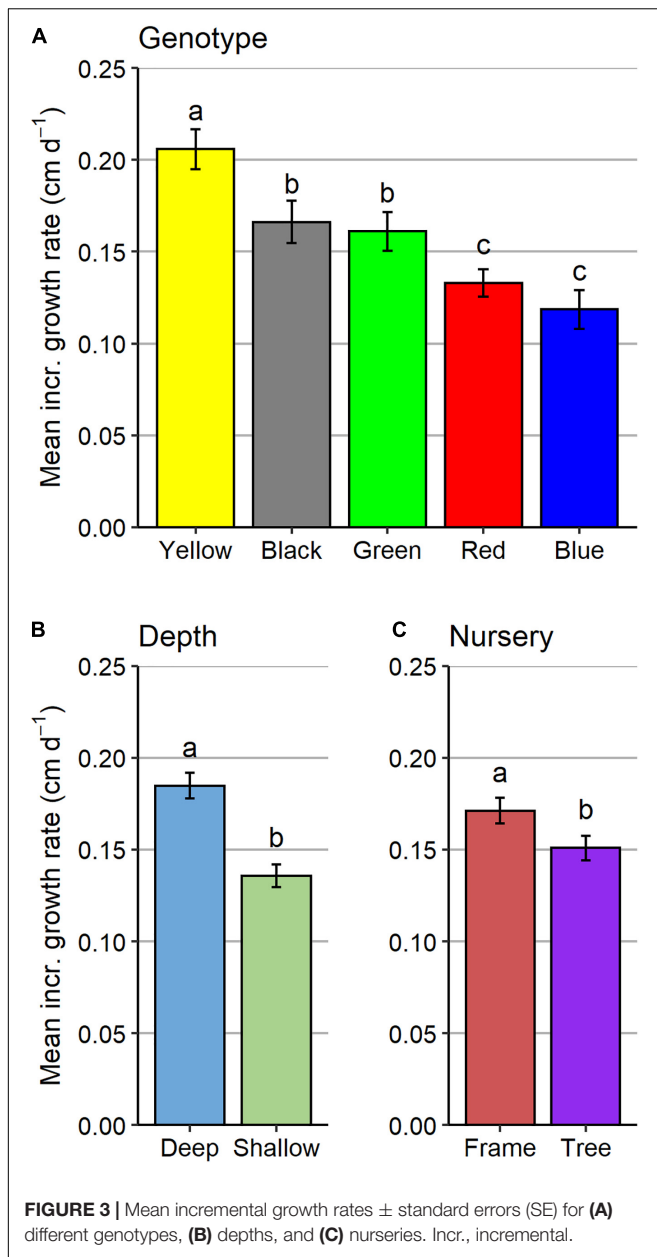 A Genotype
Mean incr. growth rate (cm d⁻¹)
0.25
0.20
0.15
0.10
0.05
0.00
a
b
b
c
c
Yellow Black Green Red Blue
B Depth
Mean incr. growth rate (cm d⁻¹)
0.25
0.20
0.15
0.10
0.05
0.00
a
b
Deep Shallow
C Nursery
0.25
0.20
0.15
0.10
0.05
0.00
a
b
Frame Tree
FIGURE 3 | Mean incremental growth rates ± standard errors (SE) for (A)
different genotypes, (B) depths, and (C) nurseries. Incr., incremental.